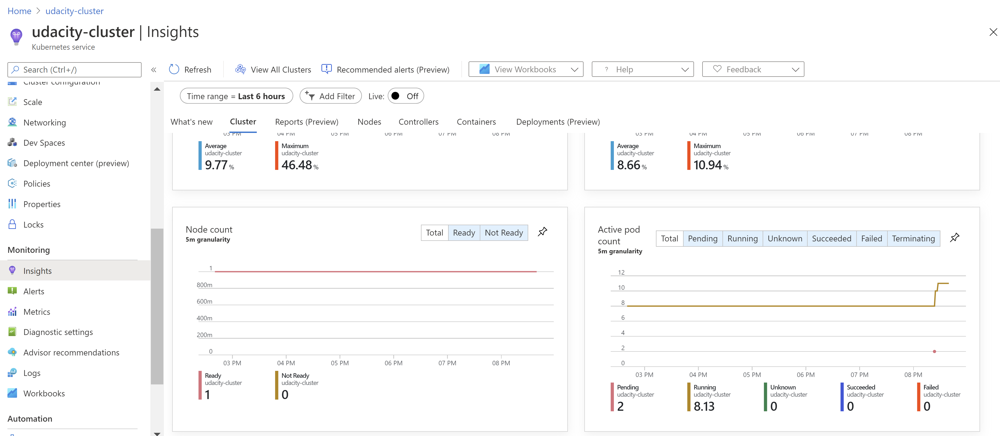 Home > udacity-cluster
udacity-cluster | Insights
Kubernetes service
Search (Ctrl+/)
«
Refresh
View All Clusters
Recommended alerts (Preview)
View Workbooks
? Help
Feedback
Cluster configuration
Scale
Networking
Dev Spaces
Deployment center (preview)
Policies
Properties
Locks
Monitoring
Insights
Alerts
Metrics
Diagnostic settings
Advisor recommendations
Logs
Workbooks
Automation
Time range = Last 6 hours
Add Filter
Live: Off
What's new Cluster Reports (Preview) Nodes Controllers Containers Deployments (Preview)
03 PM 04 PM 05 PM 06 PM 07 PM 08 PM
Average
udacity-cluster
9.77 %
Maximum
udacity-cluster
46.48 %
03 PM 04 PM 05 PM 06 PM 07 PM 08 PM
Average
udacity-cluster
8.66 %
Maximum
udacity-cluster
10.94 %
Node count
5m granularity
Total Ready Not Ready
1
800m
600m
400m
200m
0
03 PM 04 PM 05 PM 06 PM 07 PM 08 PM
Ready
udacity-cluster
1
Not Ready
udacity-cluster
0
Active pod
count
5m granularity
Total Pending Running Unknown Succeeded Failed Terminating
12
10
8
6
4
2
0
03 PM 04 PM 05 PM 06 PM 07 PM 08 PM
Pending
udacity-cluster
2
Running
udacity-cluster
8.13
Unknown
udacity-cluster
0
Succeeded
udacity-cluster
0
Failed
udacity-cluster
0